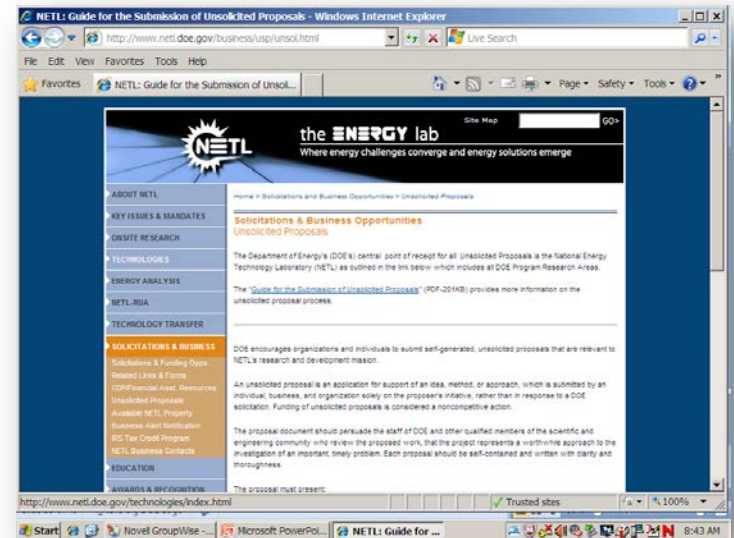 NETL: Guide for the Submission of Unsolicited Proposals - Windows Internet Explorer
http://www.netl.doe.gov/business/usp/unsol.html
Live Search
File Edit View Favorites Tools Help
Favorites NETL: Guide for the Submission of Unsol...
Page Safety Tools
Site Map GO>
NETL the ENERGY lab
Where energy challenges converge and energy solutions emerge
ABOUT NETL
KEY ISSUES & MANDATES
ONSITE RESEARCH
TECHNOLOGIES
ENERGY ANALYSIS
NETL-RUA
TECHNOLOGY TRANSFER
SOLICITATIONS & BUSINESS
Solicitations & Funding Opps.
Related Links & Forms
CDP/Financial Asst. Resources
Unsolicited Proposals
Available NETL Property
Business Alert Notification
IRS Tax Credit Program
NETL Business Contacts
EDUCATION
AWARDS & RECOGNITION
Home > Solicitations and Business Opportunities > Unsolicited Proposals
Solicitations & Business Opportunities
Unsolicited Proposals
The Department of Energy's (DOE's) central point of receipt for all Unsolicited Proposals is the National Energy
Technology Laboratory (NETL) as outlined in the link below which includes all DOE Program Research Areas.
The "Guide for the Submission of Unsolicited Proposals" (PDF-201KB) provides more information on the
unsolicited proposal process.
DOE encourages organizations and individuals to submit self-generated, unsolicited proposals that are relevant to
NETL's research and development mission.
An unsolicited proposal is an application for support of an idea, method, or approach, which is submitted by an
individual, business, and organization solely on the proposer's initiative, rather than in response to a DOE
solicitation. Funding of unsolicited proposals is considered a noncompetitive action.
The proposal document should persuade the staff of DOE and other qualified members of the scientific and
engineering community who review the proposed work, that the project represents a worthwhile approach to the
investigation of an important, timely problem. Each proposal should be self-contained and written with clarity and
thoroughness.
The proposal must present:
http://www.netl.doe.gov/technologies/index.html Trusted sites 100%
Start Novel GroupWise -... Microsoft PowerPoi... NETL: Guide for ... 8:43 AM